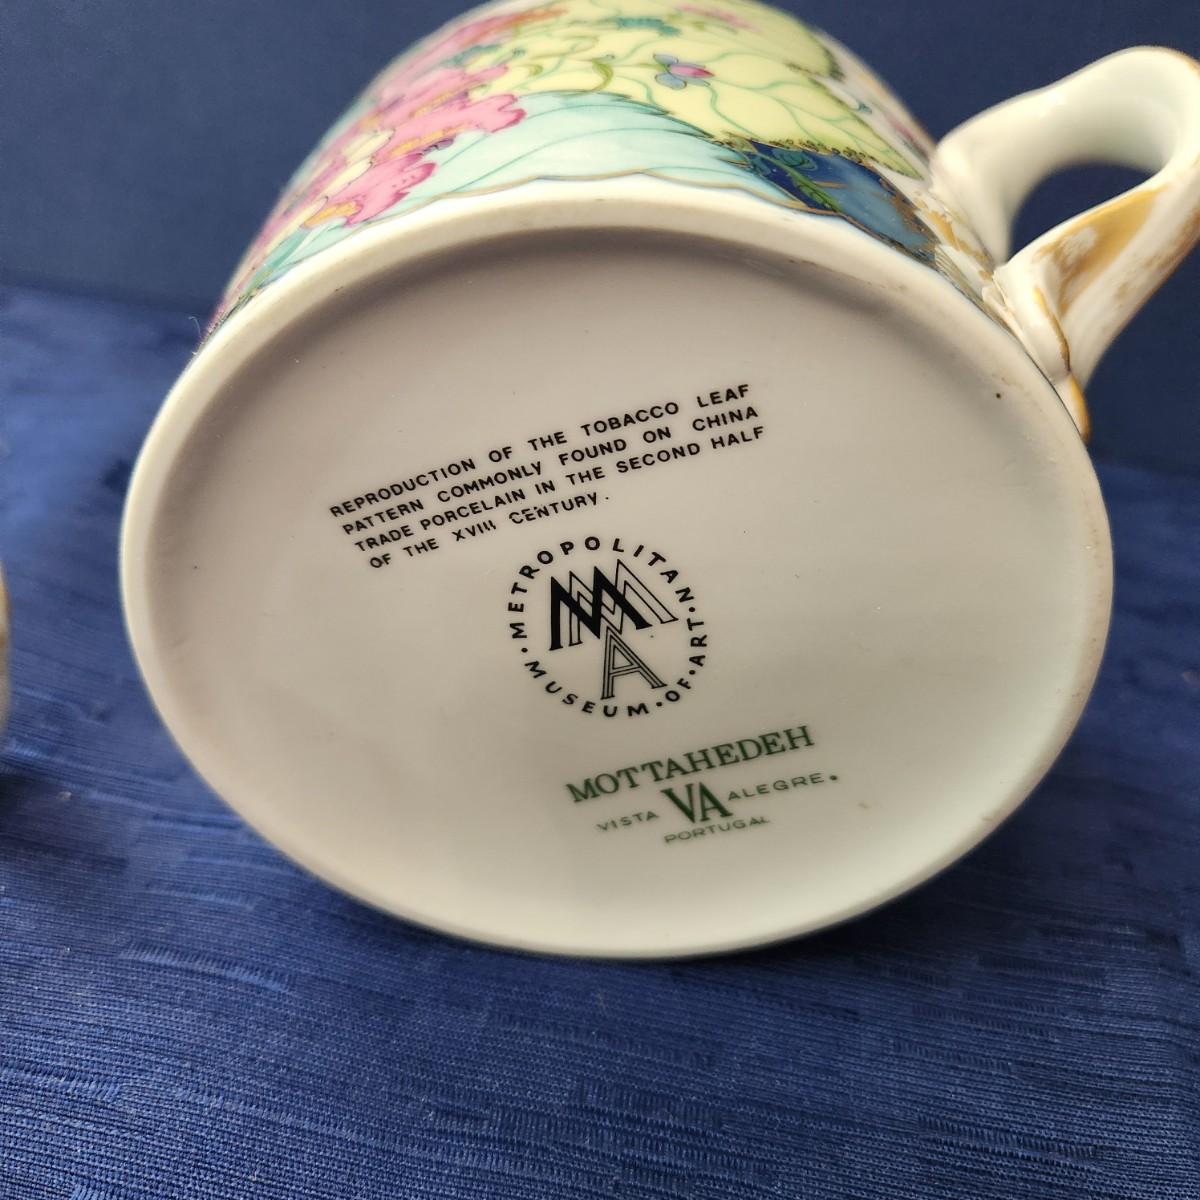 REPRODUCTION OF THE TOBACCO LEAF
PATTERN COMMONLY FOUND ON CHINA
TRADE PORCELAIN IN THE SECOND HALF
OF THE XVIII CENTURY.
METROPOLITAN · MUSEUM · OF · ART ·
MMA
MOTTAHEDEH
VISTA VA ALEGRE.
PORTUGAL